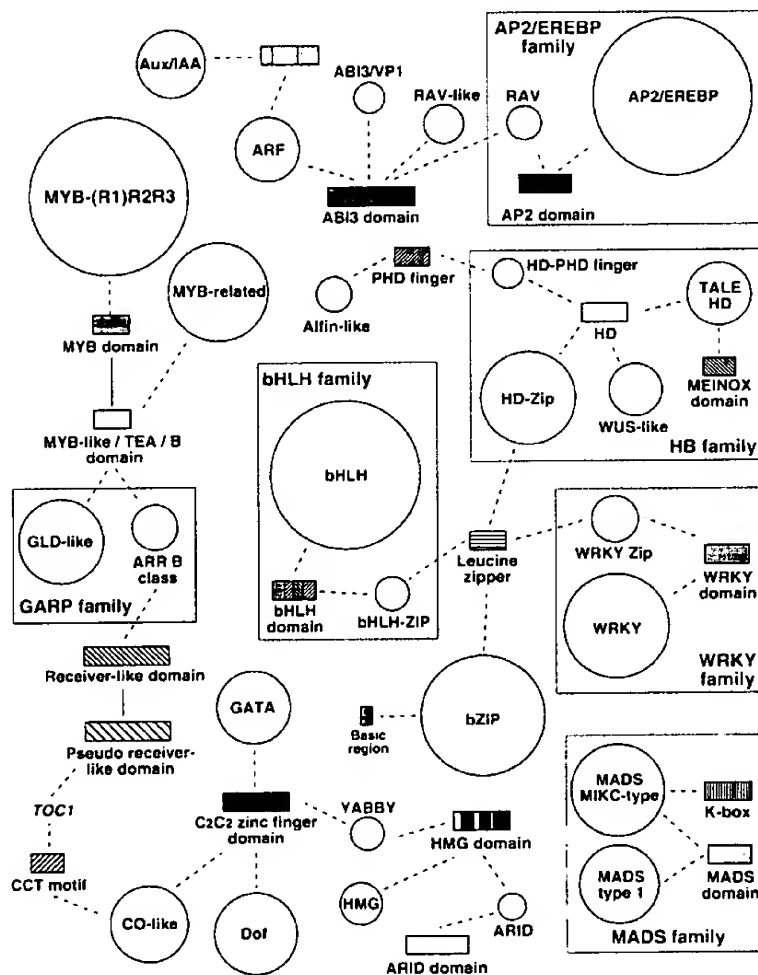 AP2/EREBP
family
Aux/IAA
ABI3/VP1
RAV-like
RAV
AP2/EREBP
ARF
MYB-(R1)R2R3
ABI3 domain
AP2 domain
PHD finger
HD-PHD finger
TALE
HD
MYB-related
Alfin-like
HD
MYB domain
MEINOX
domain
bHLH family
HD-Zip
WUS-like
MYB-like / TEA / B
domain
HB family
bHLH
GLD-like
ARR B
class
GARP family
Leucine
zipper
WRKY Zip
WRKY
domain
bHLH
domain
bHLH-ZIP
WRKY
WRKY
family
Receiver-like domain
GATA
bZIP
Basic
region
Pseudo receiver-
like domain
MADS
MIKC-type
K-box
TOC1
C2C2 zinc finger
domain
YABBY
HMG domain
MADS
type 1
MADS
domain
CCT motif
CO-like
Dof
HMG
ARID
ARID domain
MADS family